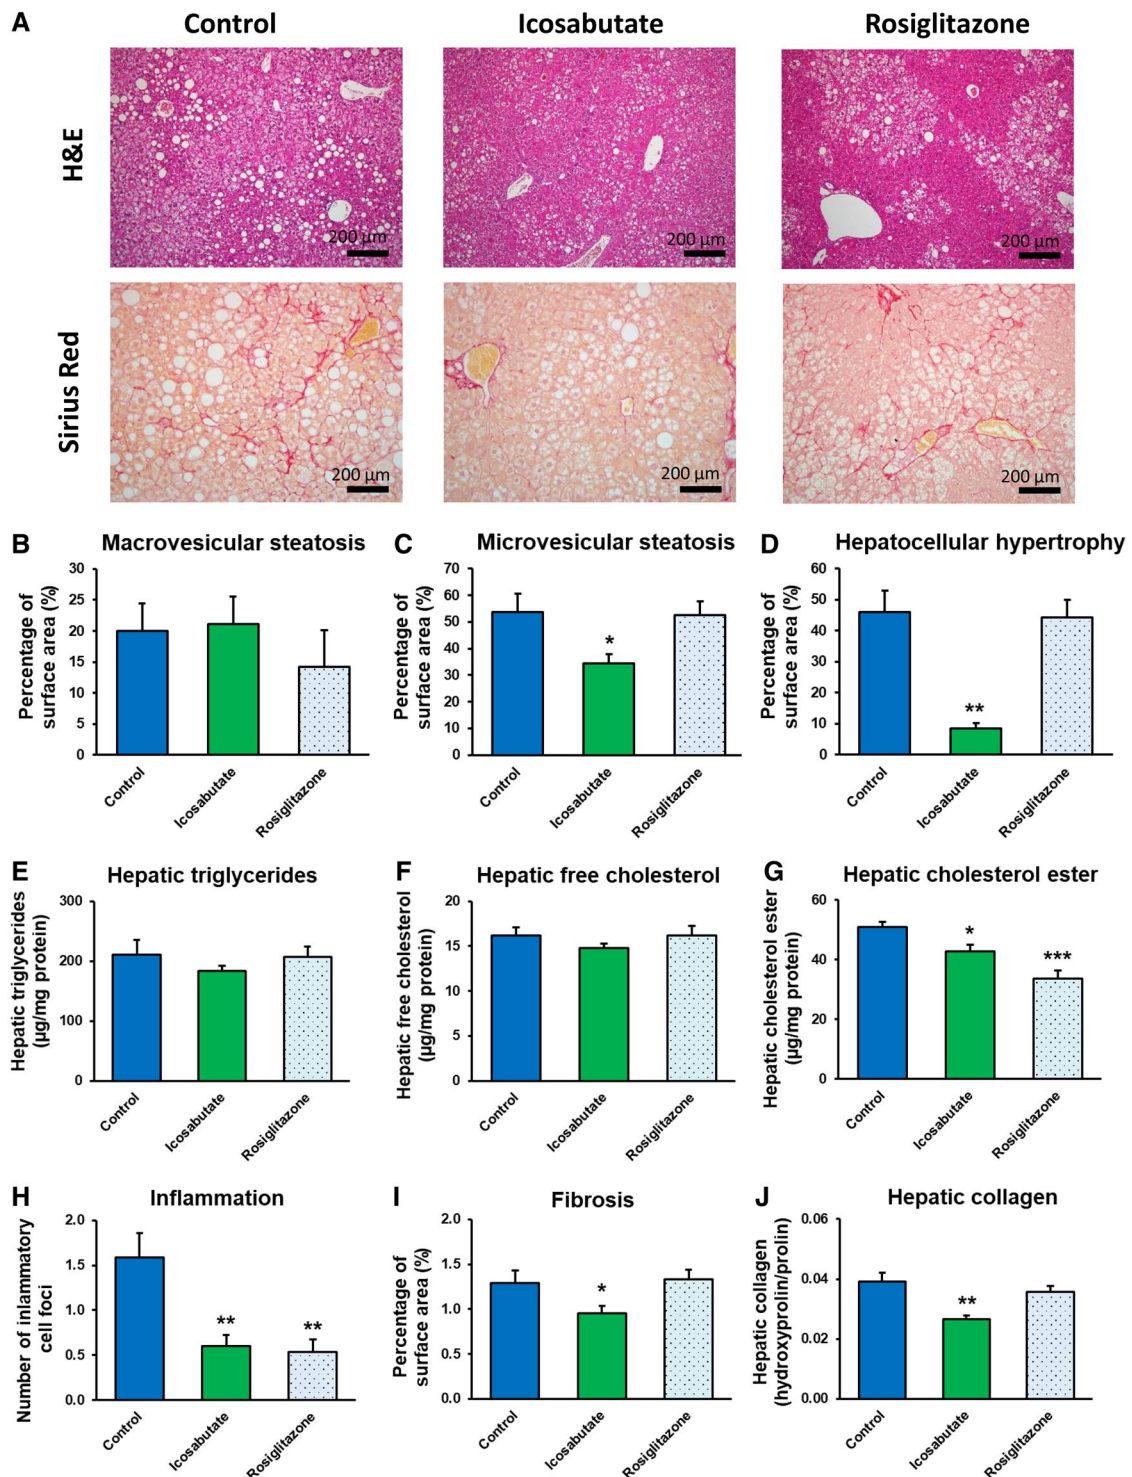 A
Control
Icosabutate
Rosiglitazone
H&E
200 µm
200 µm
200 µm
Sirius Red
200 µm
200 µm
200 µm
B
Macrovesicular steatosis
Percentage of
surface area (%)
30
25
20
15
10
5
0
Control
Icosabutate
Rosiglitazone
C
Microvesicular steatosis
Percentage of
surface area (%)
70
60
50
40
30
20
10
0
*
Control
Icosabutate
Rosiglitazone
D
Hepatocellular hypertrophy
Percentage of
surface area (%)
60
50
40
30
20
10
0
**
Control
Icosabutate
Rosiglitazone
E
Hepatic triglycerides
Hepatic triglycerides
(µg/mg protein)
300
200
100
0
Control
Icosabutate
Rosiglitazone
F
Hepatic free cholesterol
Hepatic free cholesterol
(µg/mg protein)
20
15
10
5
0
Control
Icosabutate
Rosiglitazone
G
Hepatic cholesterol ester
Hepatic cholesterol ester
(µg/mg protein)
60
40
20
0
*
***
Control
Icosabutate
Rosiglitazone
H
Inflammation
Number of inlammatory
cell foci
2.0
1.5
1.0
0.5
0.0
**
**
Control
Icosabutate
Rosiglitazone
I
Fibrosis
Percentage of
surface area (%)
2.0
1.5
1.0
0.5
0.0
*
Control
Icosabutate
Rosiglitazone
J
Hepatic collagen
Hepatic collagen
(hydroxyprolin/prolin)
0.06
0.04
0.02
0.00
**
Control
Icosabutate
Rosiglitazone